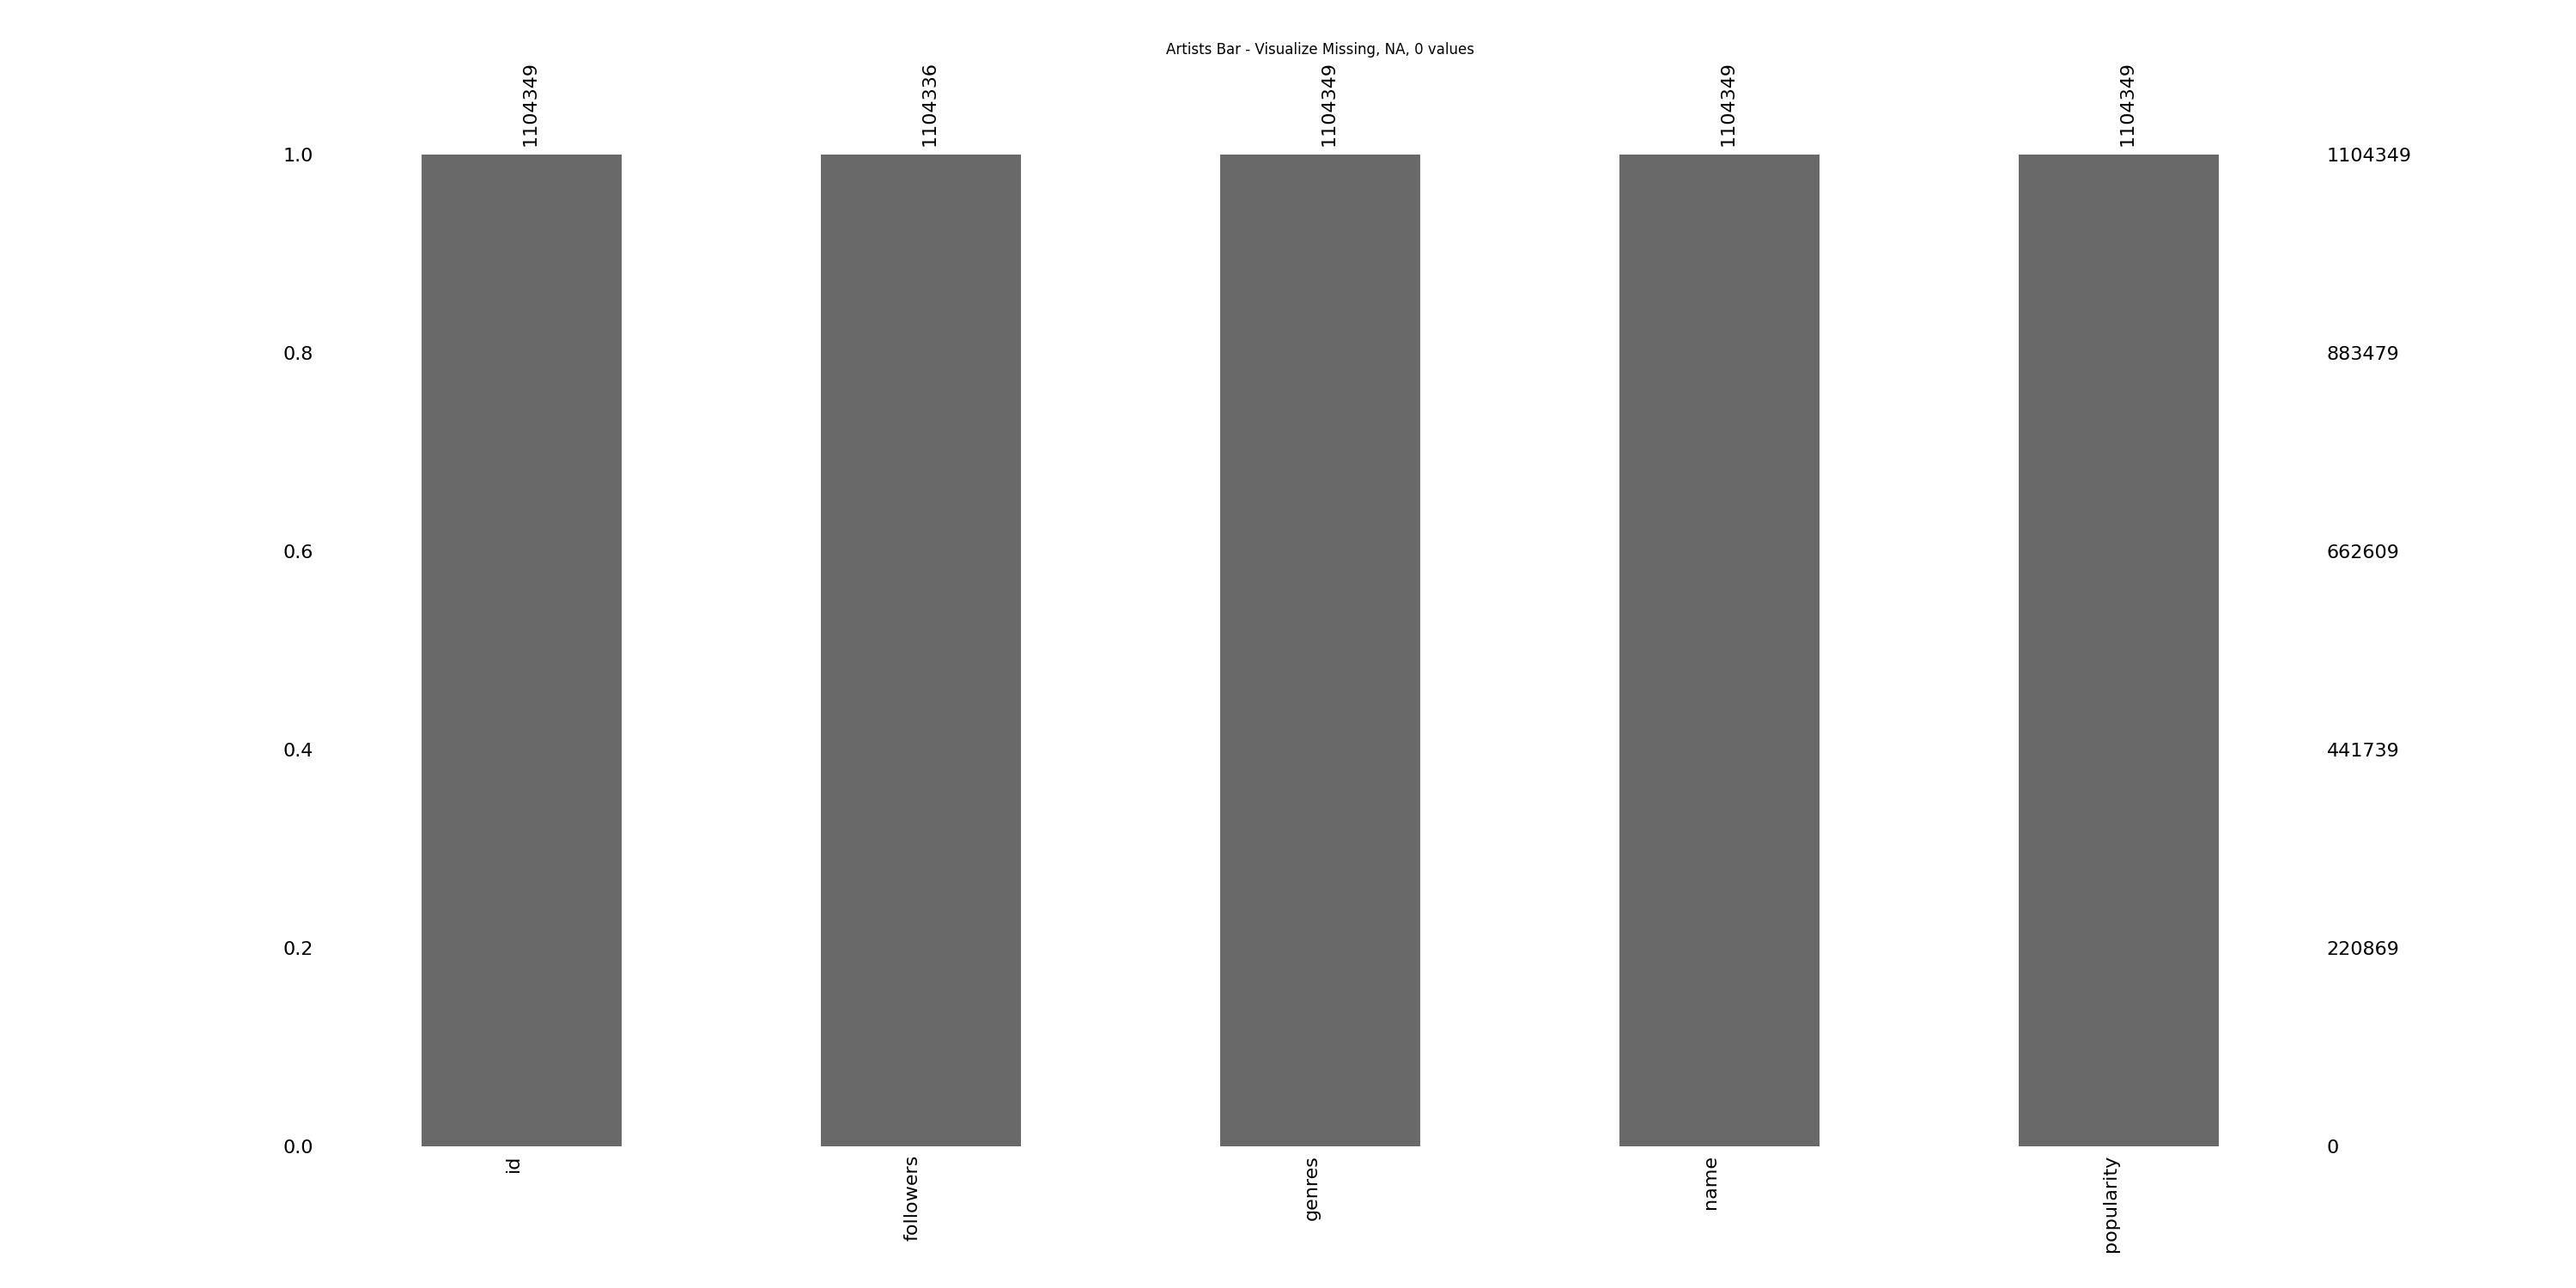 Artists Bar - Visualize Missing, NA, 0 values
1104349
1104336
1104349
1104349
1104349
1.0
1104349
0.8
883479
0.6
662609
0.4
441739
0.2
220869
0.0
0
id
followers
genres
name
popularity